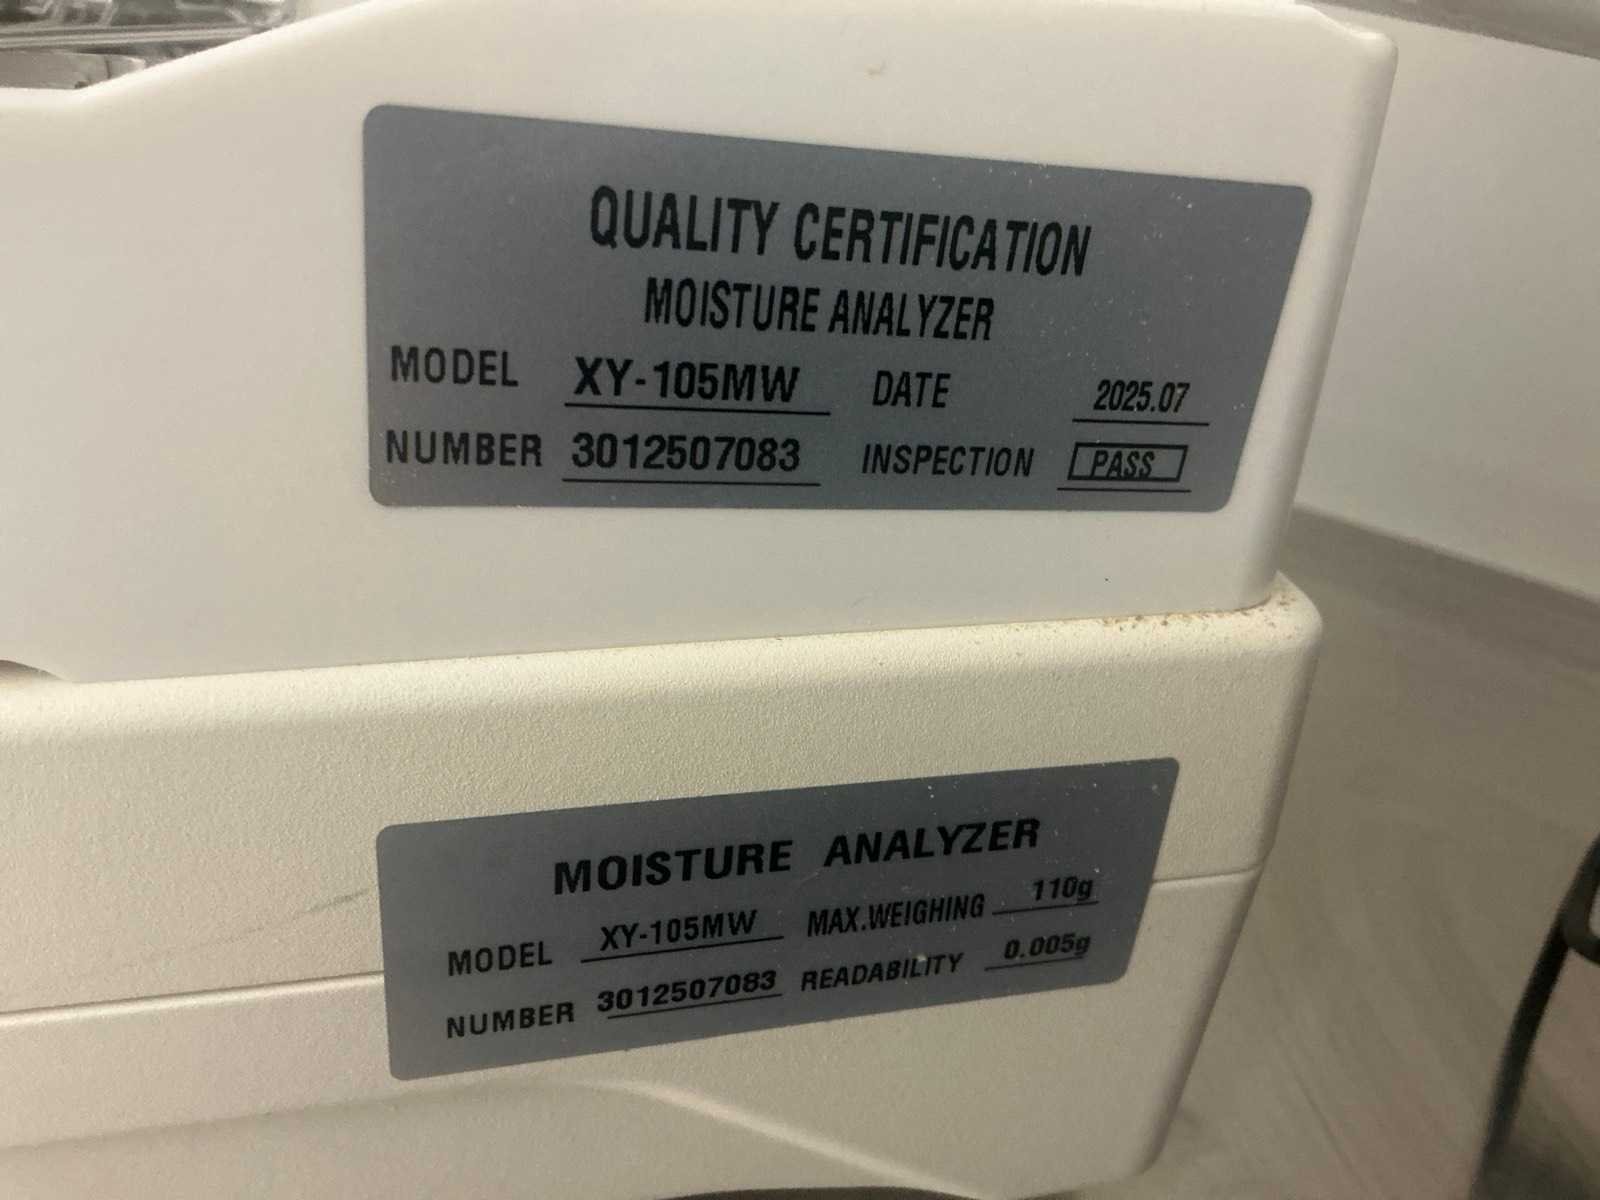 QUALITY CERTIFICATION
MOISTURE ANALYZER
MODEL XY-105MW DATE 2025.07
NUMBER 3012507083 INSPECTION PASS
MOISTURE ANALYZER
MODEL XY-105MW MAX.WEIGHING 110g
NUMBER 3012507083 READABILITY 0.005g